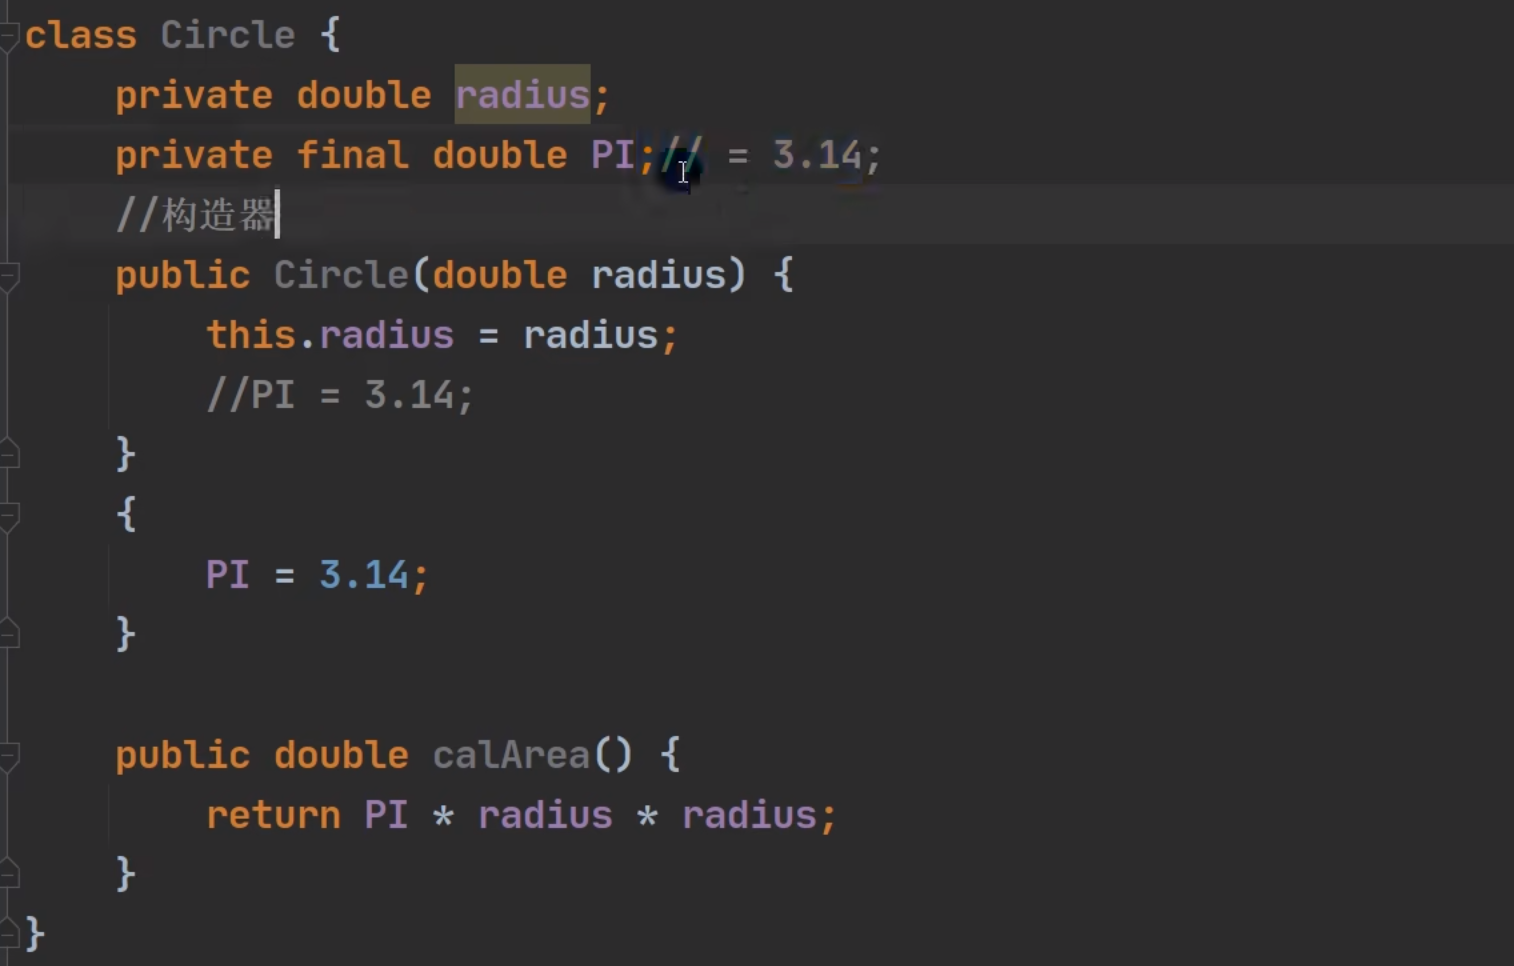 class Circle {
private double radius;
private final double PI;// = 3.14;
//构造器
public Circle(double radius) {
this.radius = radius;
//PI = 3.14;
}
{
PI = 3.14;
}
public double calArea() {
return PI * radius * radius;
}
}